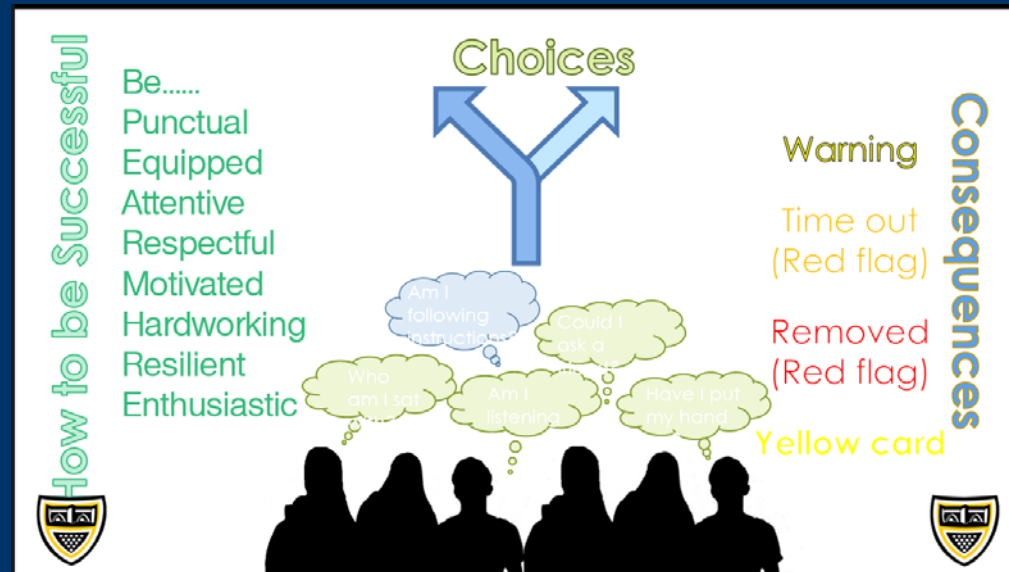 How to be Successful
Be......
Punctual
Equipped
Attentive
Respectful
Motivated
Hardworking
Resilient
Enthusiastic
Choices
Am I
following
instructions?
Could I
ask a
Who
am I sat
Am I
listening
Have I put
my hand
Warning
Time out
(Red flag)
Removed
(Red flag)
Yellow card
Consequences